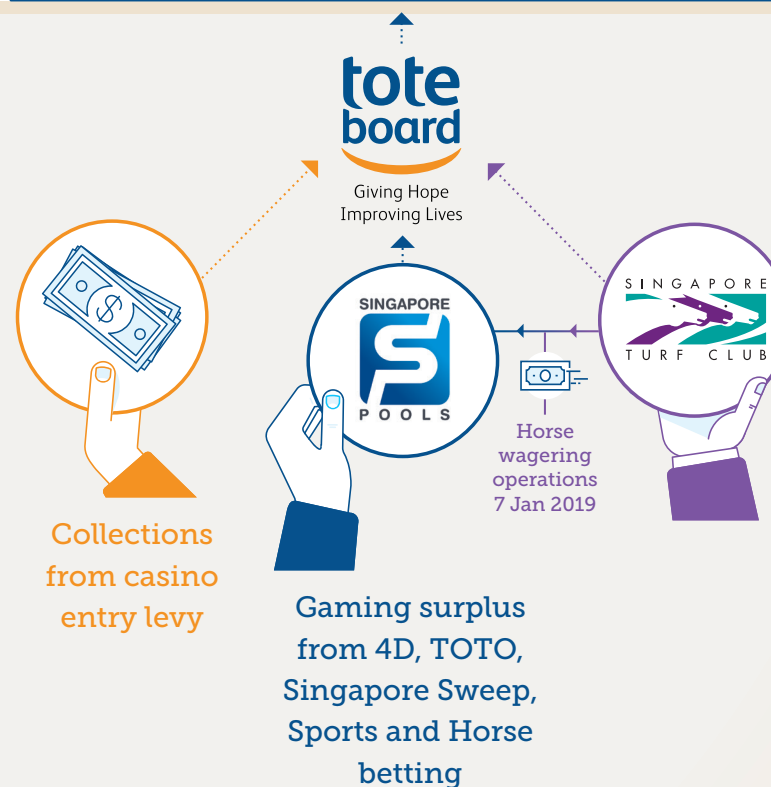 tote
board
Giving Hope
Improving Lives
SINGAPORE
POOLS
SINGAPORE
TURF CLUB
Horse
wagering
operations
7 Jan 2019
Collections
from casino
entry levy
Gaming surplus
from 4D, TOTO,
Singapore Sweep,
Sports and Horse
betting